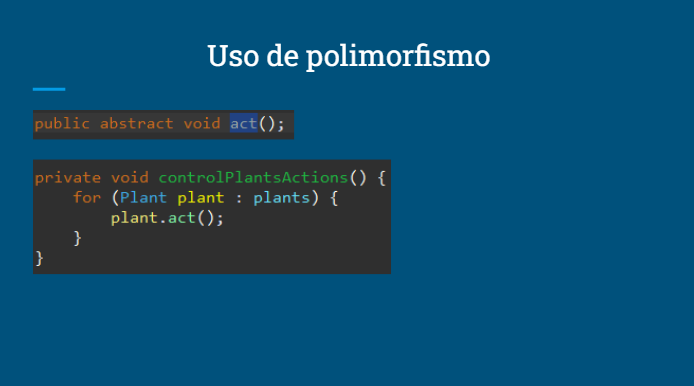 Uso de polimorfismo
public abstract void act();
private void controlPlantsActions() {
for (Plant plant : plants) {
plant.act();
}
}